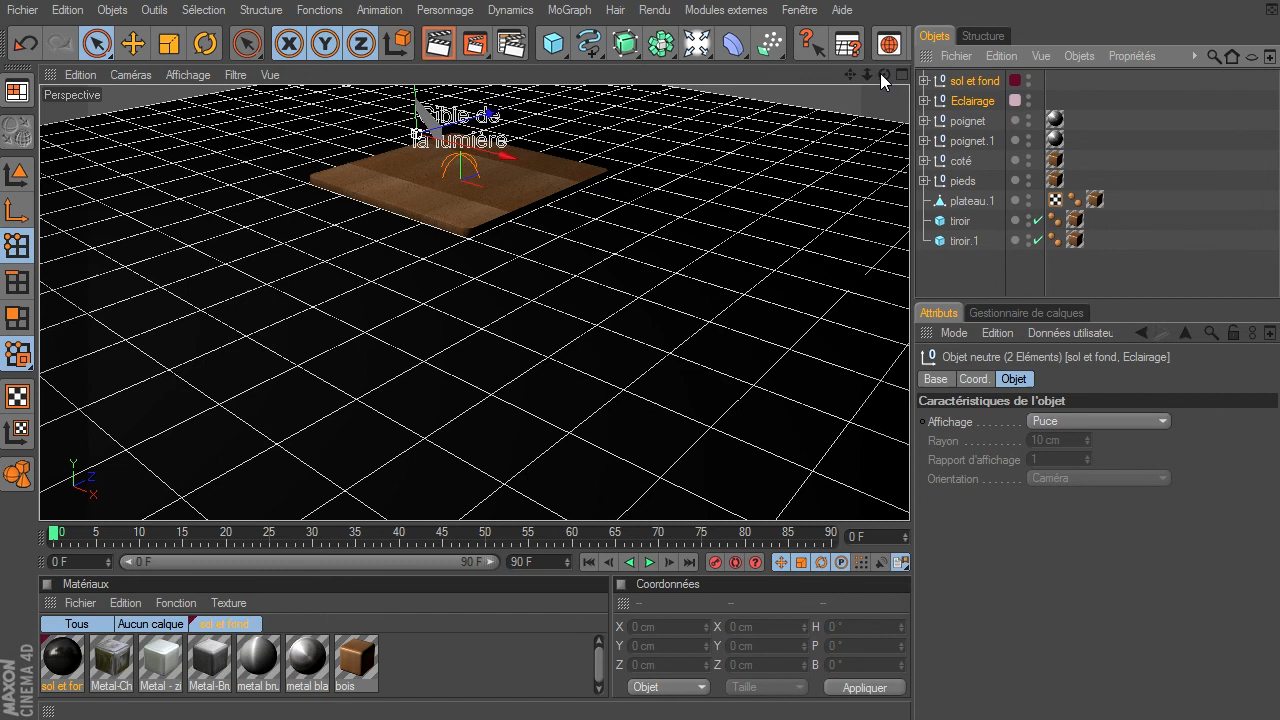 Fichier Edition Objets Outils Sélection Structure Fonctions Animation Personnage Dynamics MoGraph Hair Rendu Modules externes Fenêtre Aide
Edition Caméras Affichage Filtre Vue
Perspective
Bible de
la lumière
Y
Z
X
0 5 10 15 20 25 30 35 40 45 50 55 60 65 70 75 80 85 90
0 F
0 F
0 F 90 F
90 F
Matériaux
Fichier Edition Fonction Texture
Tous Aucun calque sol et fond
sol et for Metal-Ch Metal - zi Metal-Bru metal bru metal bla bois
Coordonnées
-- -- --
X 0 cm X 0 cm H 0 °
Y 0 cm Y 0 cm P 0 °
Z 0 cm Z 0 cm B 0 °
Objet Taille Appliquer
MAXON
CINEMA 4D
Objets Structure
Fichier Edition Vue Objets Propriétés
sol et fond
Eclairage
poignet
poignet.1
coté
pieds
plateau.1
tiroir
tiroir.1
Attributs Gestionnaire de calques
Mode Edition Données utilisateu
Objet neutre (2 Eléments) [sol et fond, Eclairage]
Base Coord. Objet
Caractéristiques de l'objet
Affichage . . . . . . . Puce
Rayon . . . . . . . . . . 10 cm
Rapport d'affichage 1
Orientation . . . . . . Caméra